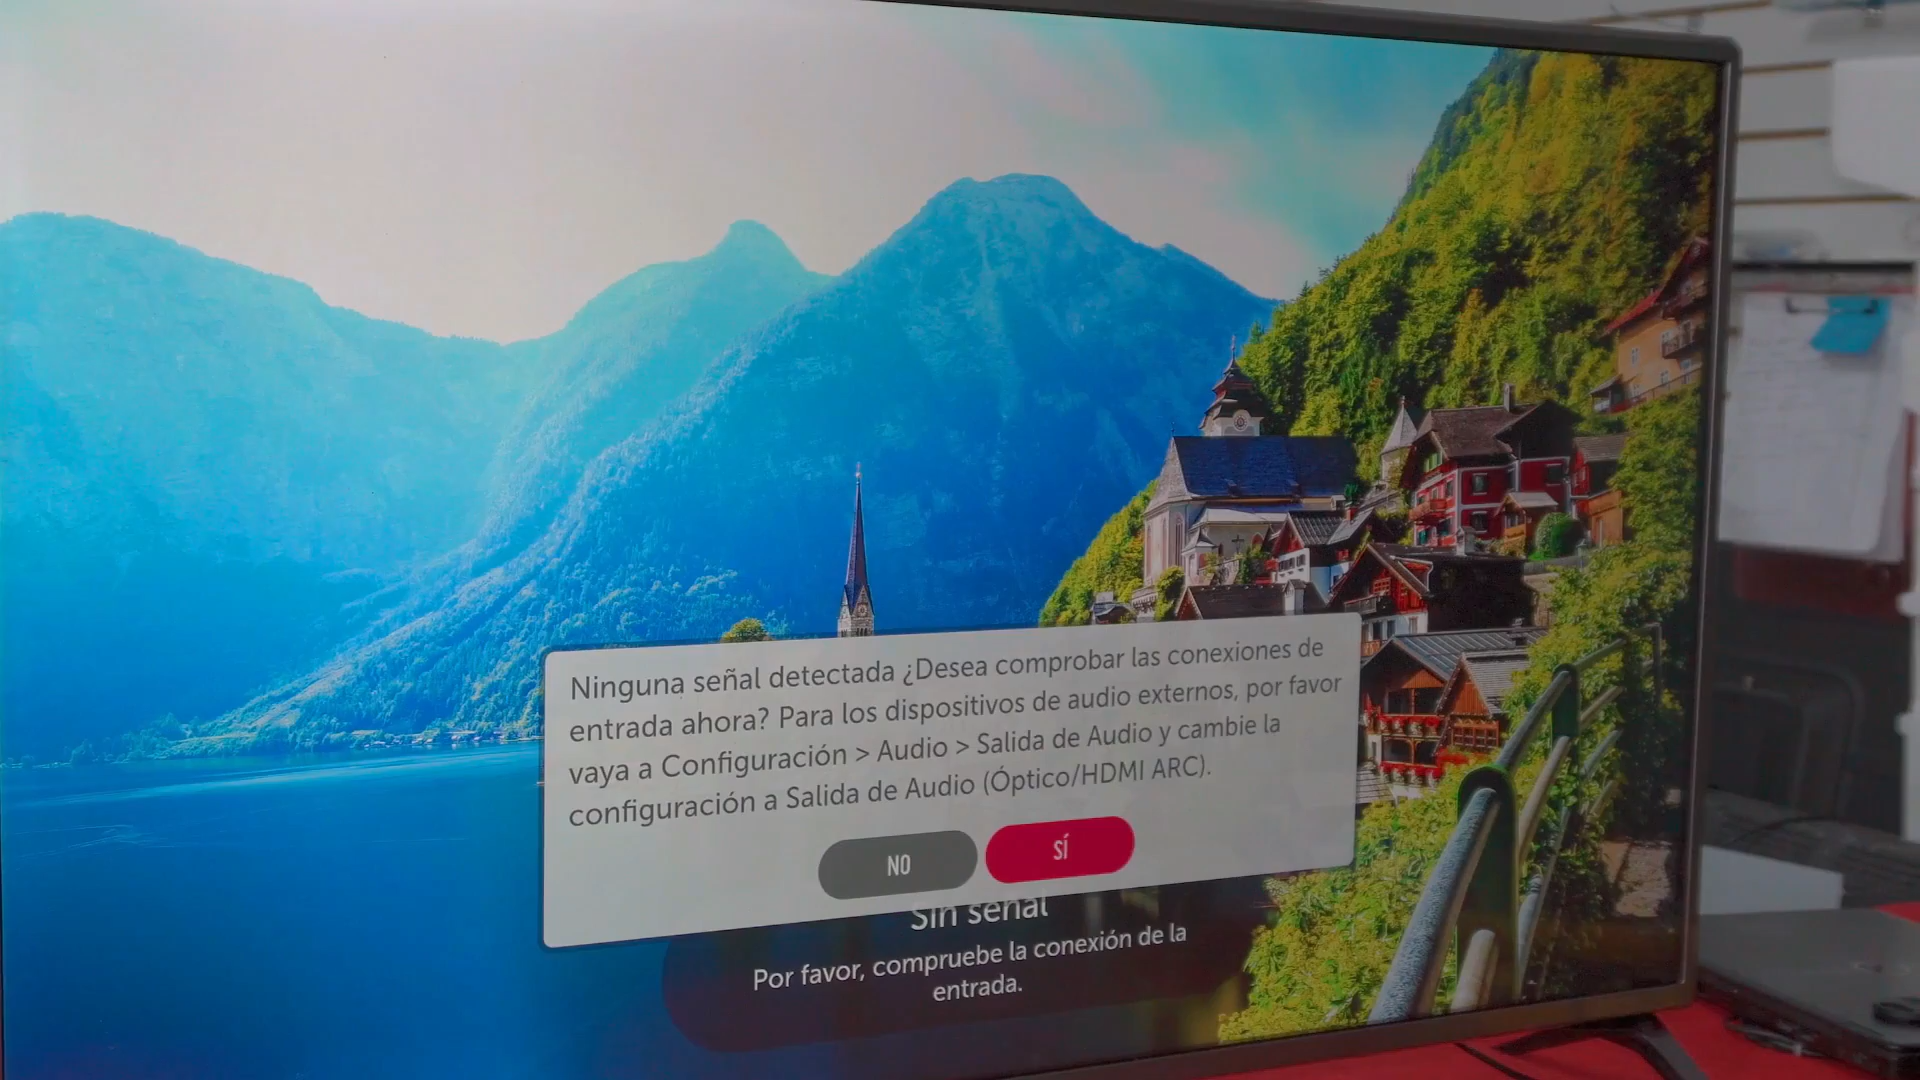 Ninguna señal detectada ¿Desea comprobar las conexiones de
entrada ahora? Para los dispositivos de audio externos, por favor
vaya a Configuración > Audio > Salida de Audio y cambie la
configuración a Salida de Audio (Óptico/HDMI ARC).
NO
SÍ
Sin señal
Por favor, compruebe la conexión de la
entrada.